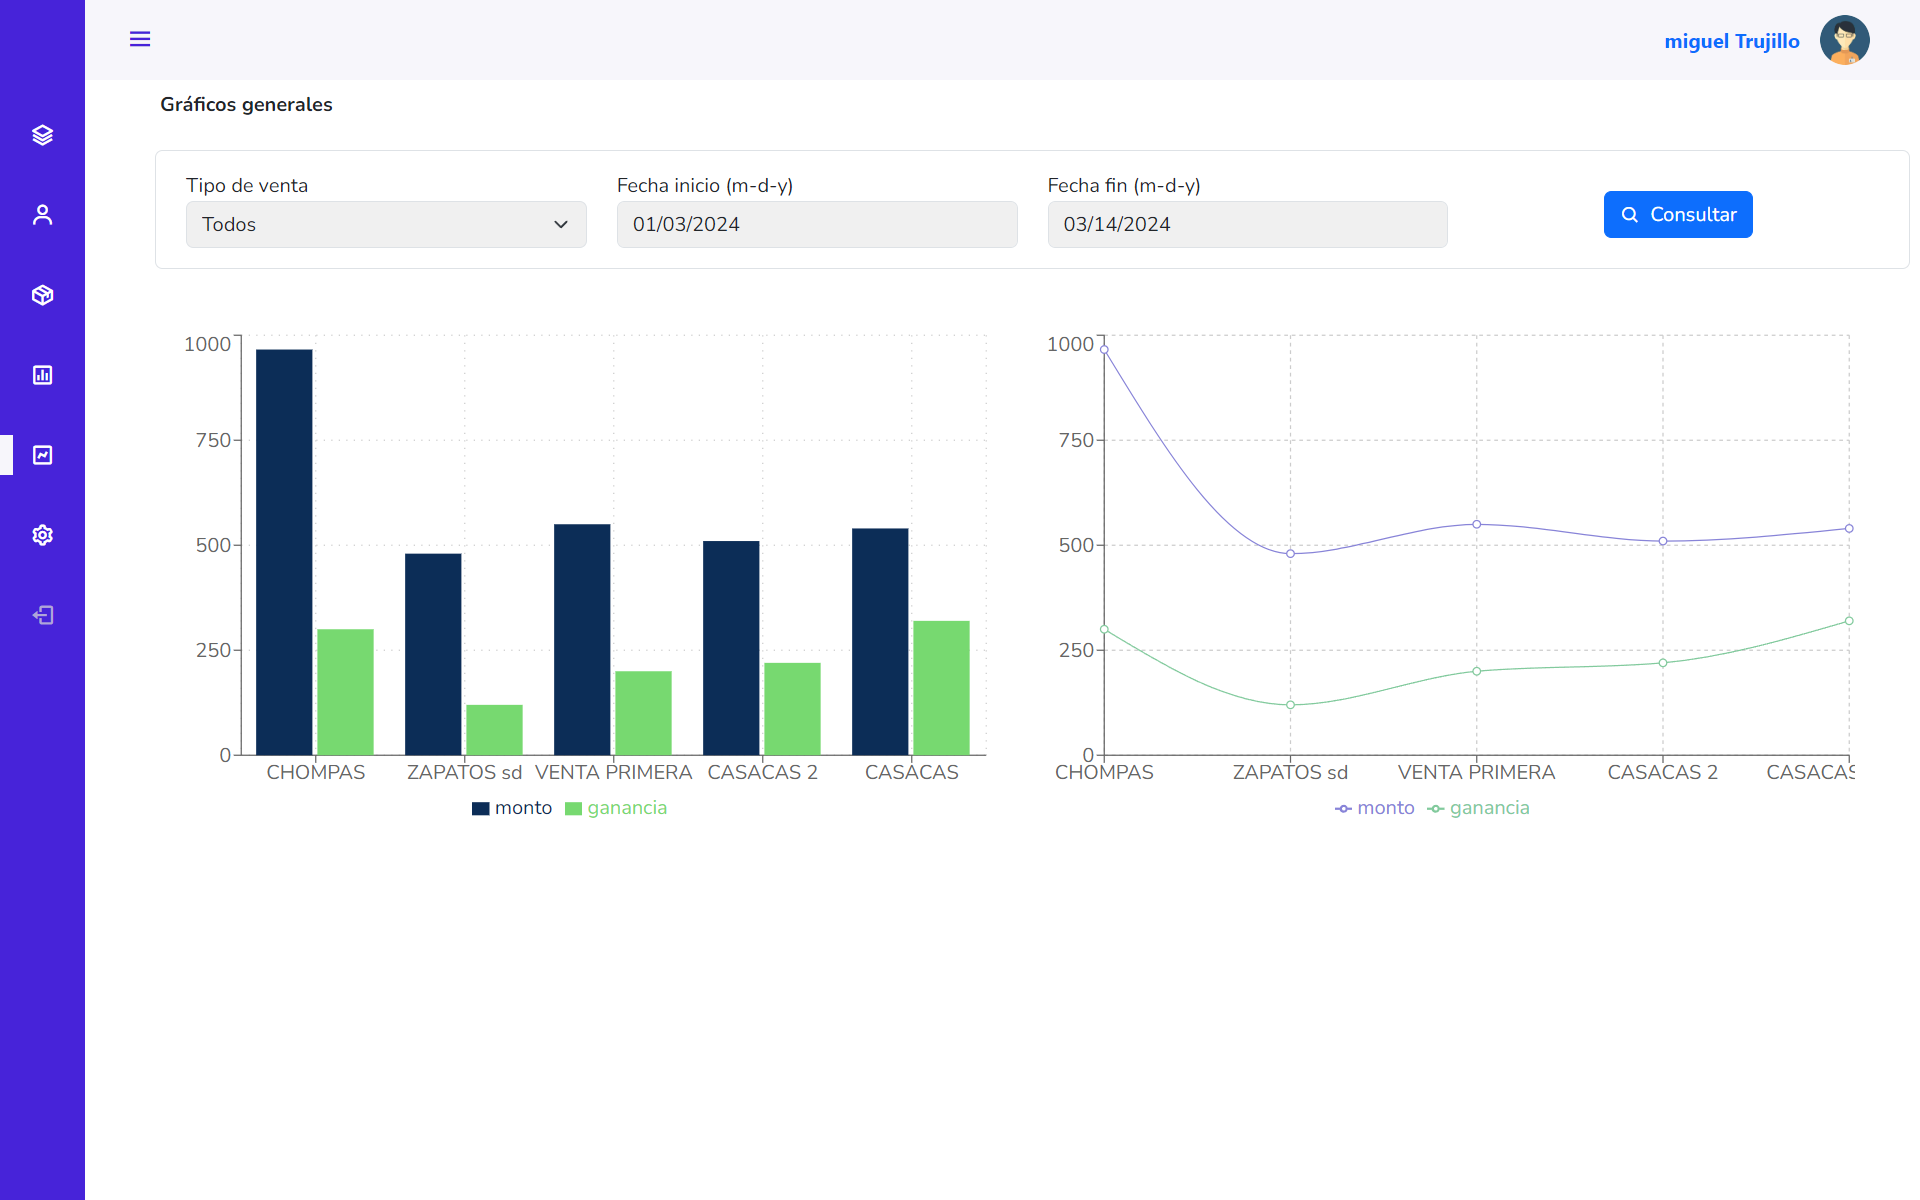 miguel Trujillo
Gráficos generales
Tipo de venta
Todos
Fecha inicio (m-d-y)
01/03/2024
Fecha fin (m-d-y)
03/14/2024
Consultar
1000
750
500
250
0
CHOMPAS ZAPATOS sd VENTA PRIMERA CASACAS 2 CASACAS
monto ganancia
1000
750
500
250
0
CHOMPAS ZAPATOS sd VENTA PRIMERA CASACAS 2 CASACAS
monto ganancia